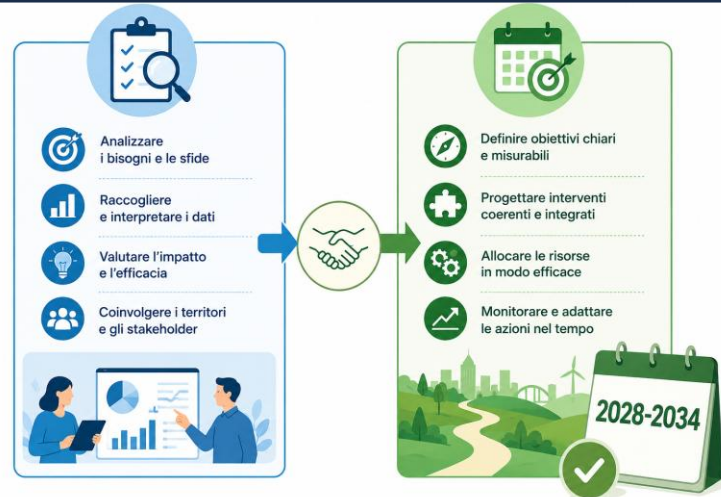 Analizzare
i bisogni e le sfide
Raccogliere
e interpretare i dati
Valutare l'impatto
e l'efficacia
Coinvolgere i territori
e gli stakeholder
Definire obiettivi chiari
e misurabili
Progettare interventi
coerenti e integrati
Allocare le risorse
in modo efficace
Monitorare e adattare
le azioni nel tempo
2028-2034